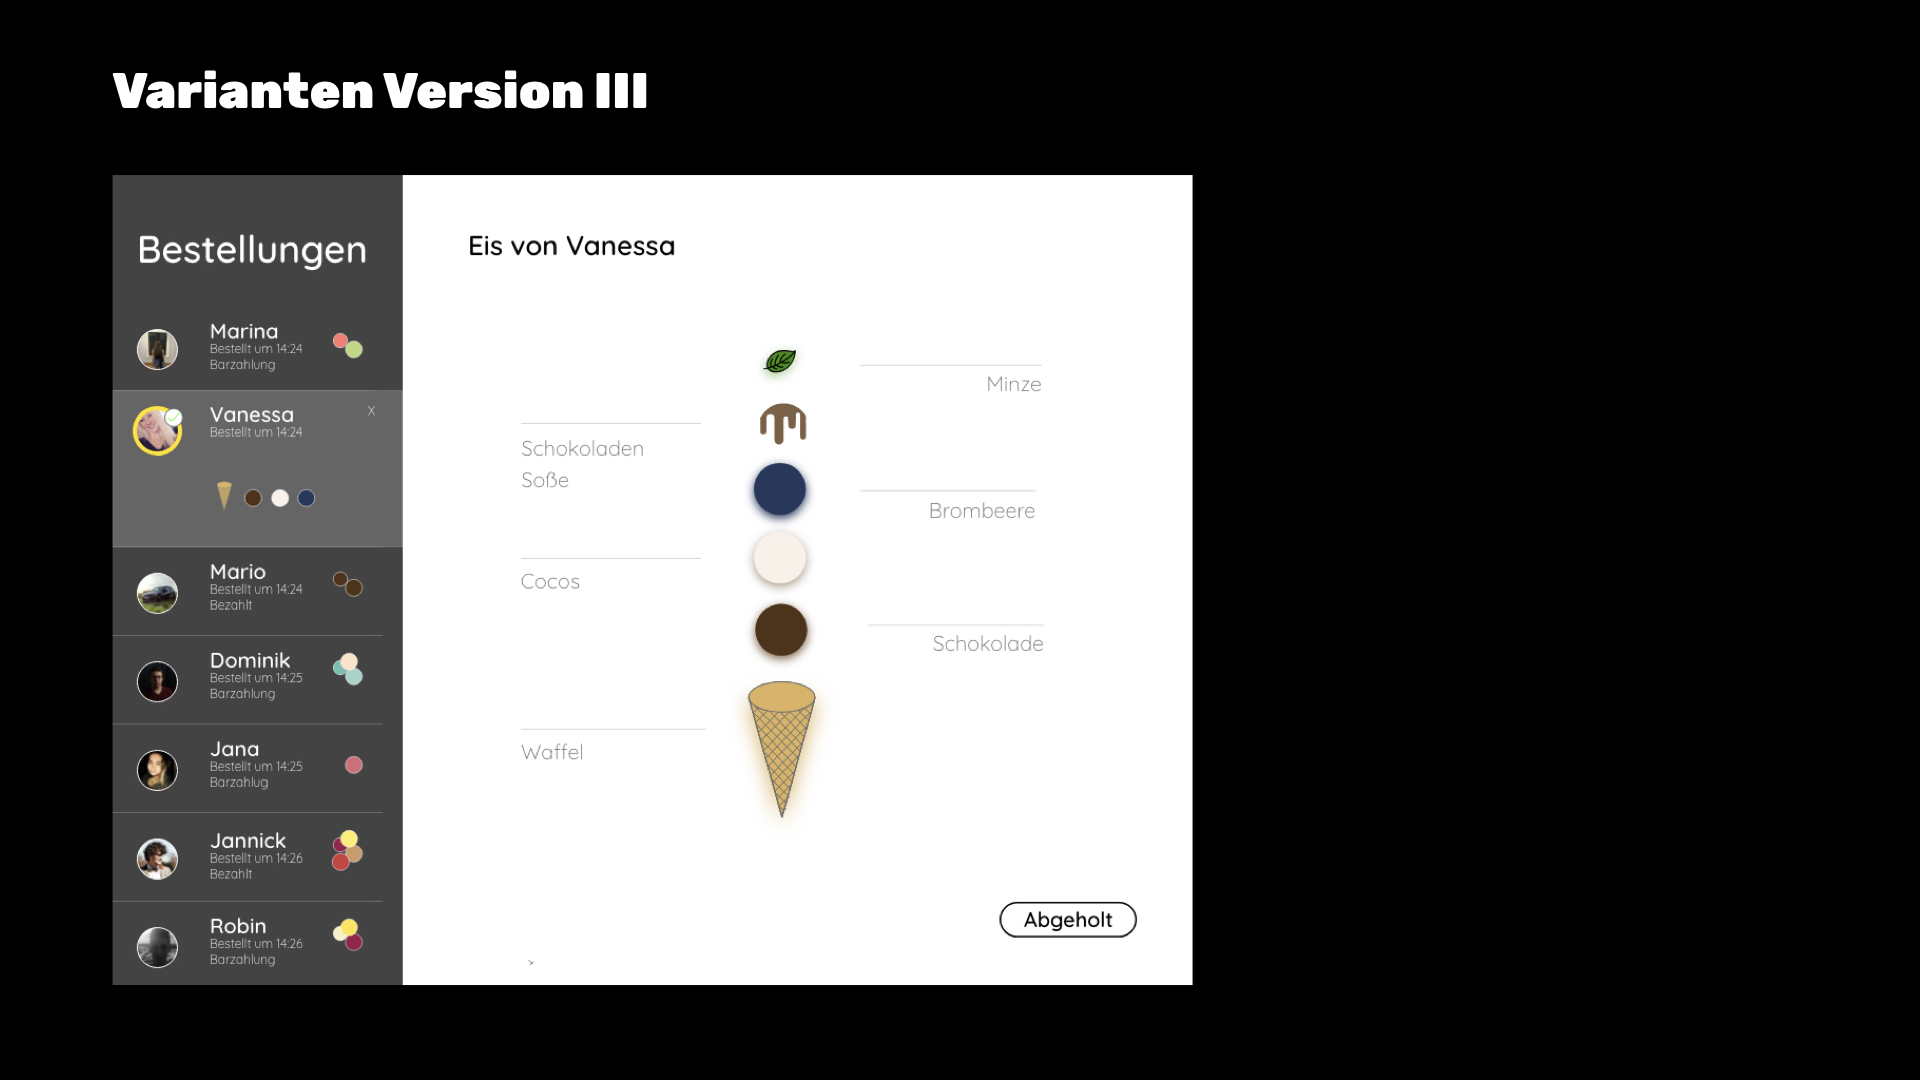 Varianten Version III
Bestellungen
Marina
Bestellt um 14:24
Barzahlung
Vanessa
X
Bestellt um 14:24
Mario
Bestellt um 14:24
Bezahlt
Dominik
Bestellt um 14:25
Barzahlung
Jana
Bestellt um 14:25
Barzahlug
Jannick
Bestellt um 14:26
Bezahlt
Robin
Bestellt um 14:26
Barzahlung
Eis von Vanessa
Minze
Schokoladen
Soße
Brombeere
Cocos
Schokolade
Waffel
Abgeholt